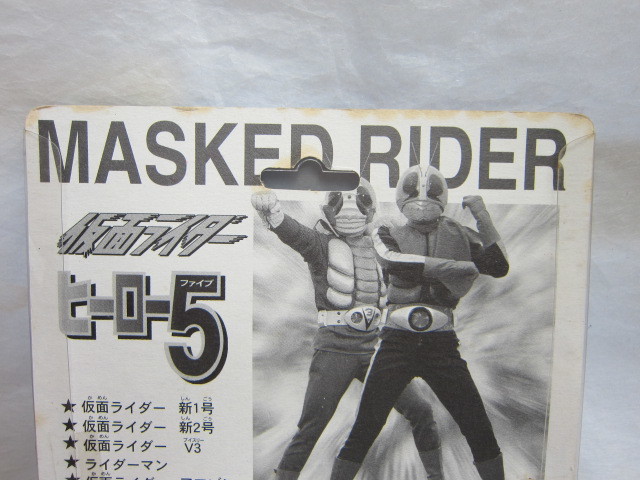 MASKED RIDER
仮面ライダー
ヒーロー5
ファイブ
★仮面ライダー 新1号
★仮面ライダー 新2号
★仮面ライダー V3
★ライダーマン